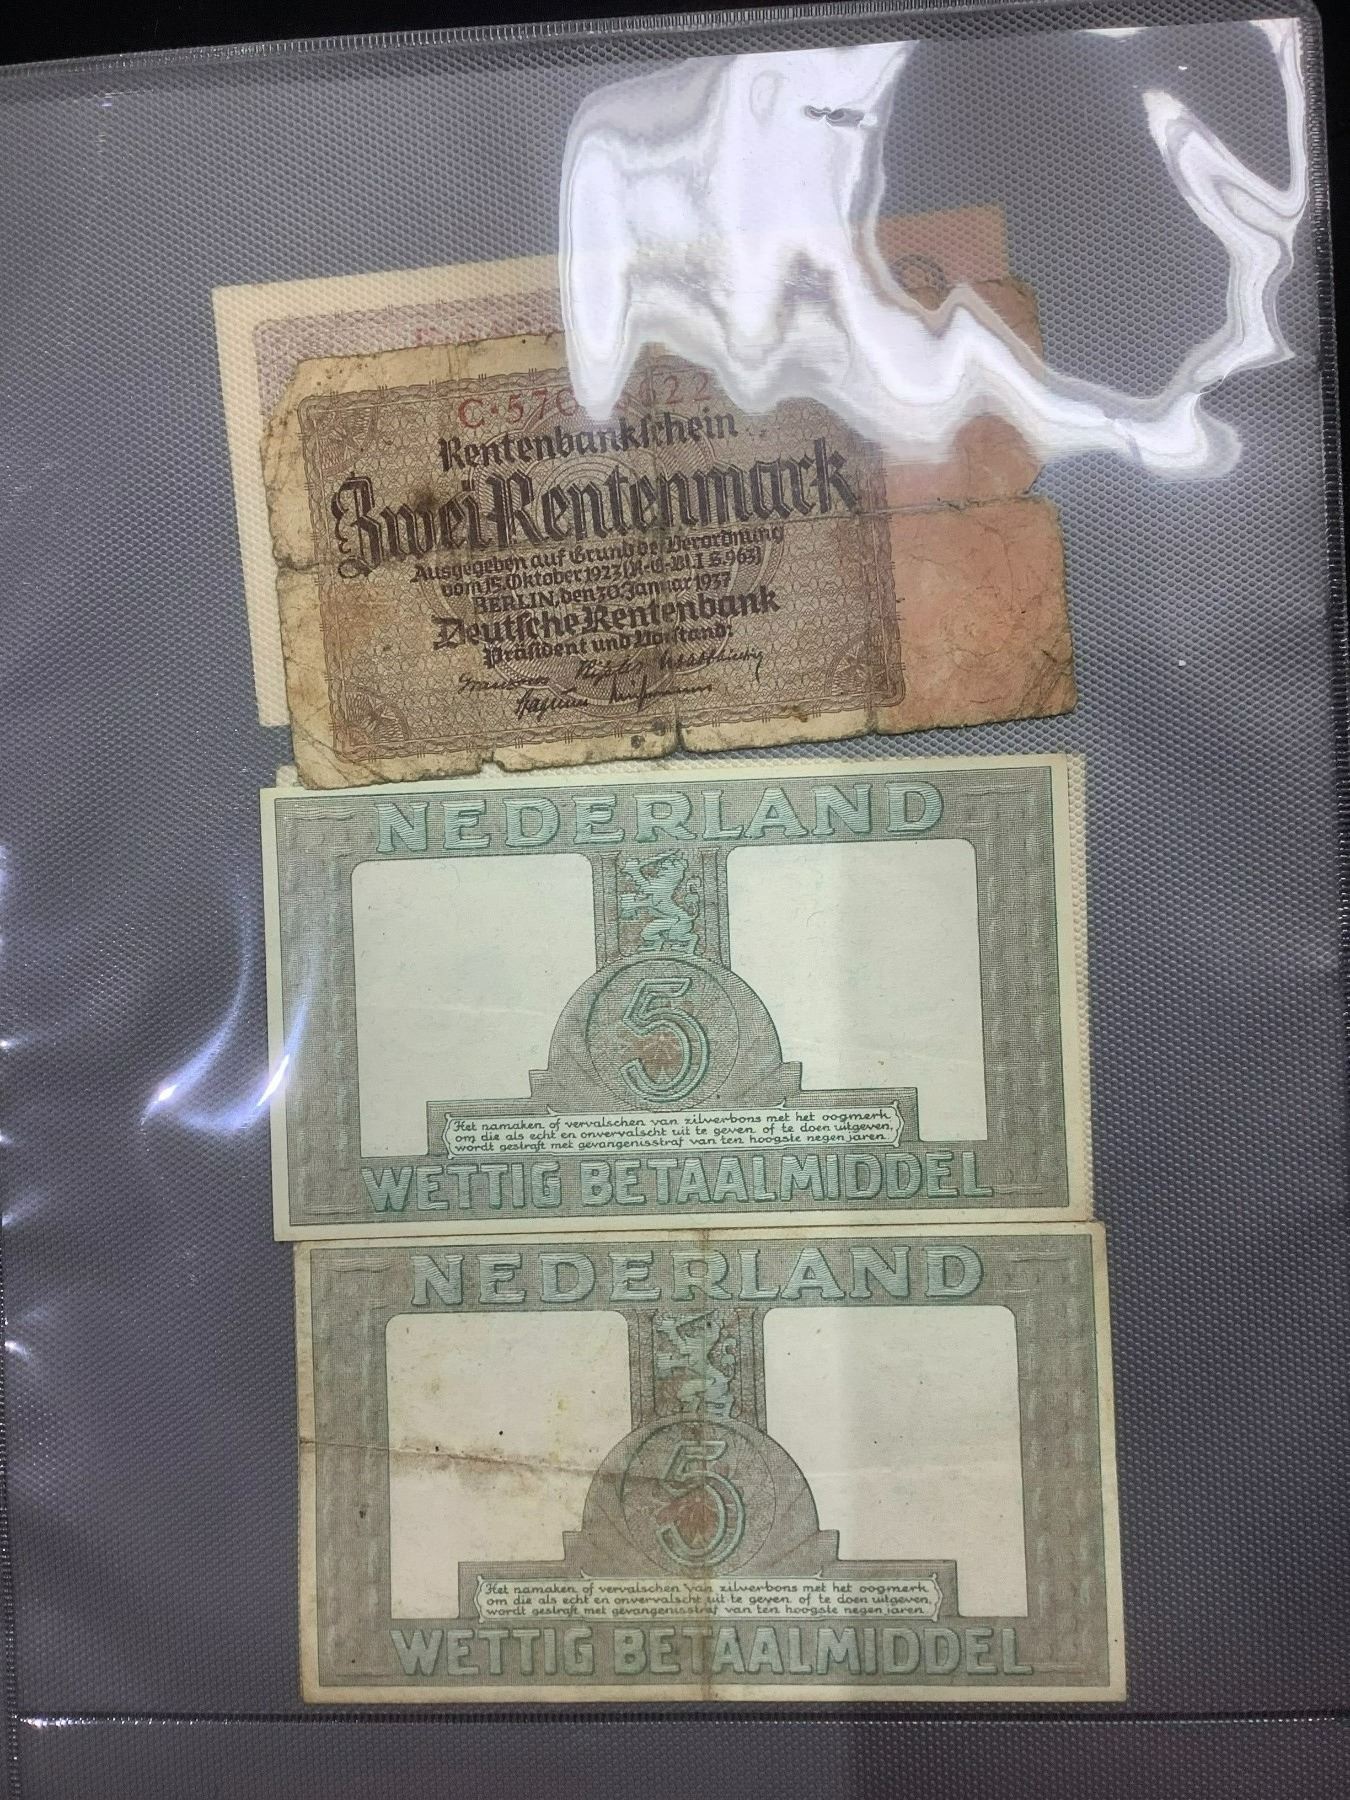 Rentenbankschein
Zwei Rentenmark
Ausgegeben auf Grund der Verordnung
vom 15. Oktober 1923 (R-G-Bl. I S. 963)
BERLIN, den 30. Januar 1937
Deutsche Rentenbank
Präsident und Vorstand:
NEDERLAND
5
Het namaken of vervalschen van zilverbons met het oogmerk,
om die als echt en onvervalscht uit te geven of te doen uitgeven,
wordt gestraft met gevangenisstraf van ten hoogste negen jaren.
WETTIG BETAALMIDDEL
NEDERLAND
5
Het namaken of vervalschen van zilverbons met het oogmerk,
om die als echt en onvervalscht uit te geven of te doen uitgeven,
wordt gestraft met gevangenisstraf van ten hoogste negen jaren.
WETTIG BETAALMIDDEL